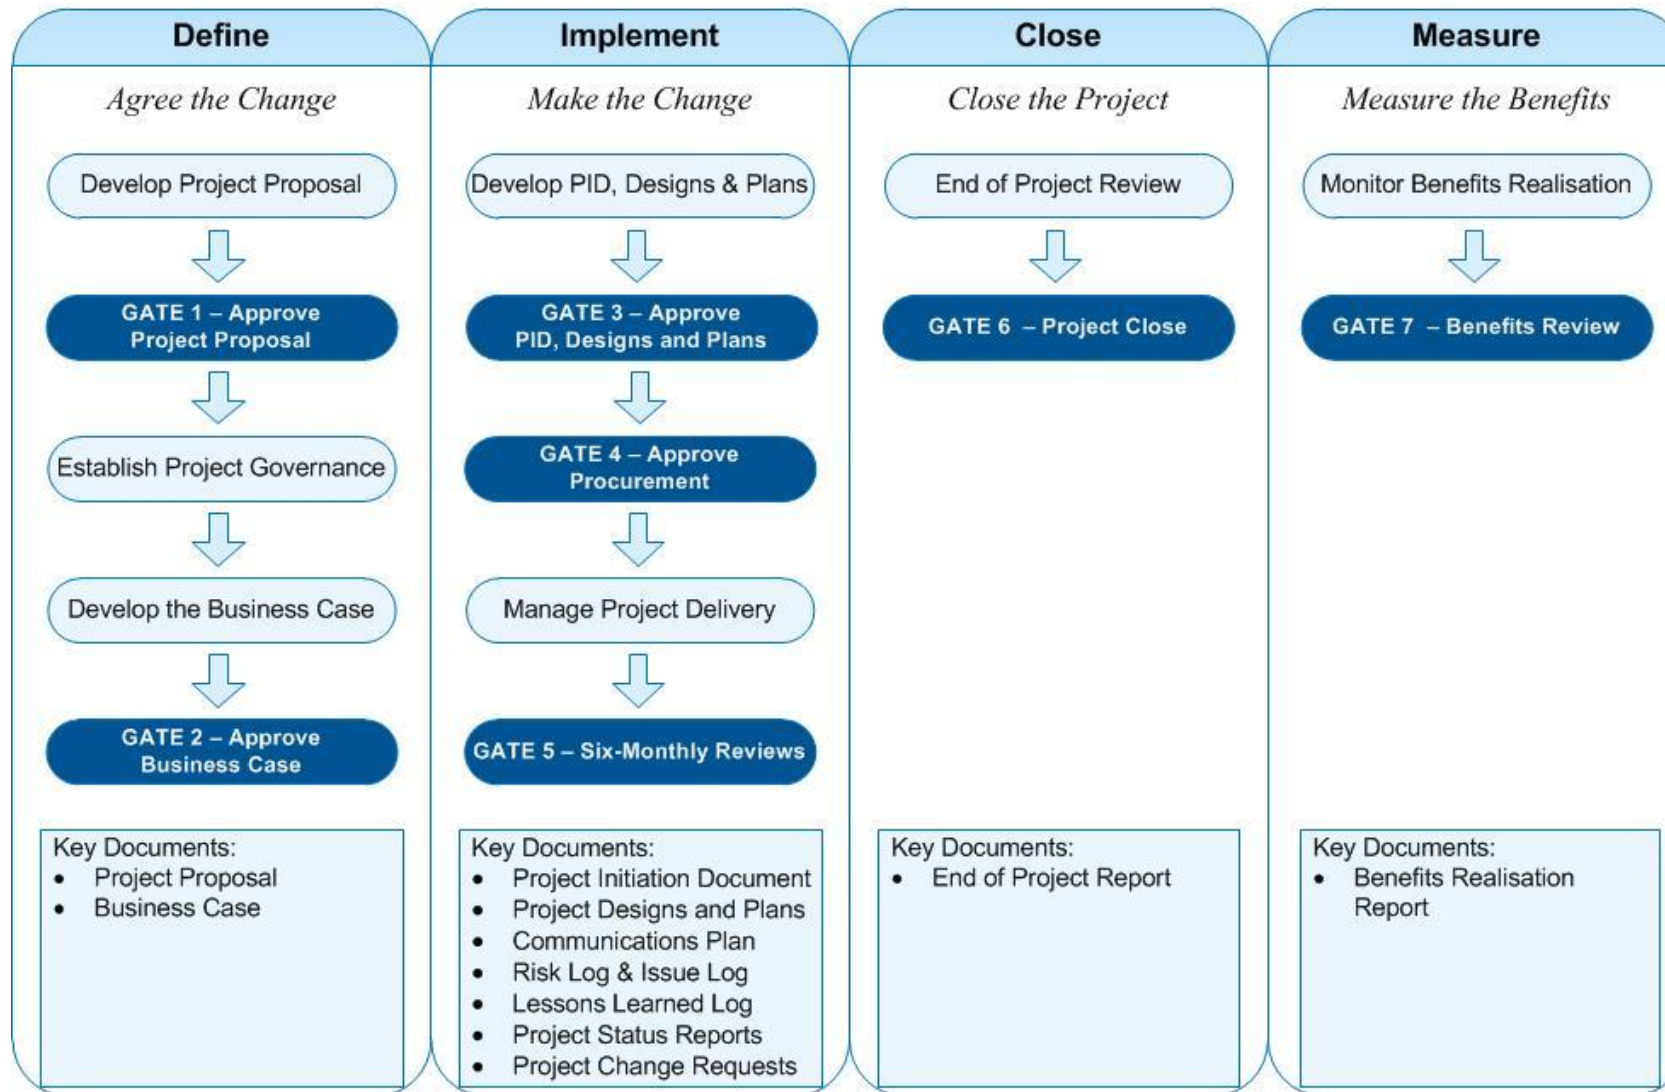 Define
Agree the Change
Develop Project Proposal
GATE 1 – Approve
Project Proposal
Establish Project Governance
Develop the Business Case
GATE 2 – Approve
Business Case
Key Documents:
• Project Proposal
• Business Case
Implement
Make the Change
Develop PID, Designs & Plans
GATE 3 – Approve
PID, Designs and Plans
GATE 4 – Approve
Procurement
Manage Project Delivery
GATE 5 – Six-Monthly Reviews
Key Documents:
• Project Initiation Document
• Project Designs and Plans
• Communications Plan
• Risk Log & Issue Log
• Lessons Learned Log
• Project Status Reports
• Project Change Requests
Close
Close the Project
End of Project Review
GATE 6 – Project Close
Key Documents:
• End of Project Report
Measure
Measure the Benefits
Monitor Benefits Realisation
GATE 7 – Benefits Review
Key Documents:
• Benefits Realisation
Report